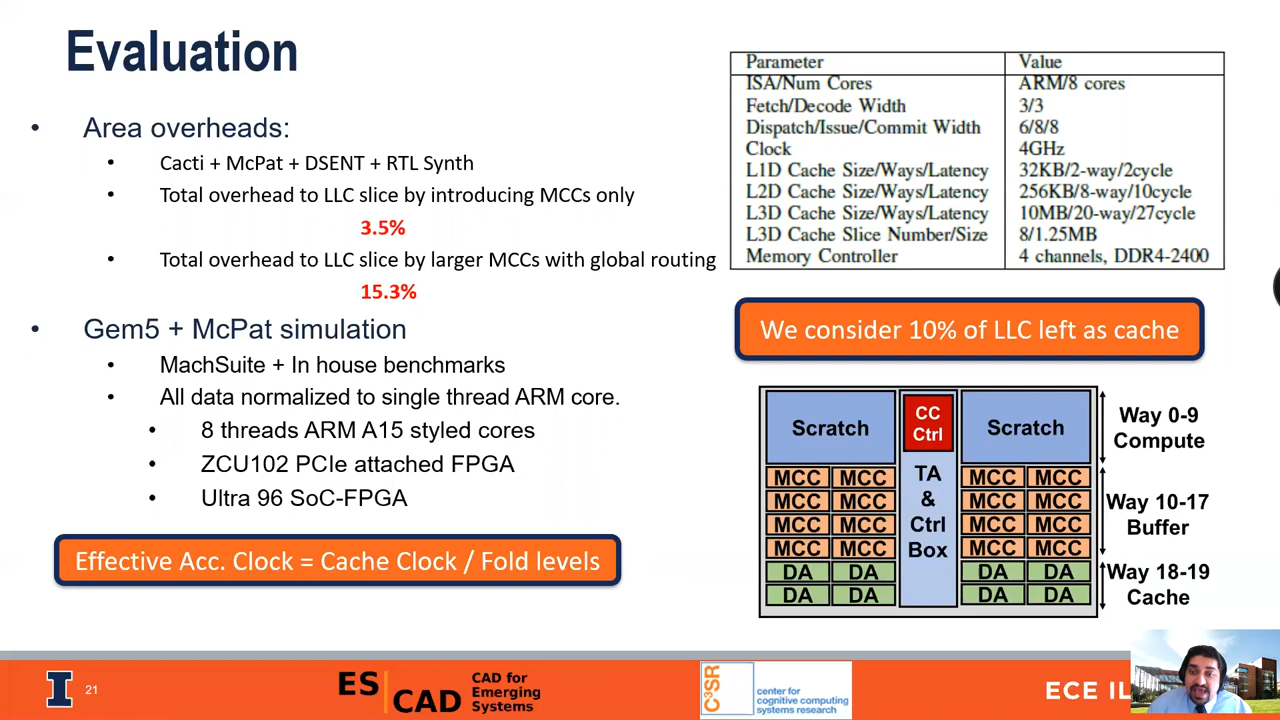 Evaluation
• Area overheads:
• Cacti + McPat + DSENT + RTL Synth
• Total overhead to LLC slice by introducing MCCs only
3.5%
• Total overhead to LLC slice by larger MCCs with global routing
15.3%
• Gem5 + McPat simulation
• MachSuite + In house benchmarks
• All data normalized to single thread ARM core.
• 8 threads ARM A15 styled cores
• ZCU102 PCIe attached FPGA
• Ultra 96 SoC-FPGA
Effective Acc. Clock = Cache Clock / Fold levels
Parameter Value
ISA/Num Cores ARM/8 cores
Fetch/Decode Width 3/3
Dispatch/Issue/Commit Width 6/8/8
Clock 4GHz
L1D Cache Size/Ways/Latency 32KB/2-way/2cycle
L2D Cache Size/Ways/Latency 256KB/8-way/10cycle
L3D Cache Size/Ways/Latency 10MB/20-way/27cycle
L3D Cache Slice Number/Size 8/1.25MB
Memory Controller 4 channels, DDR4-2400
We consider 10% of LLC left as cache
Scratch
CC
Ctrl
Scratch
Way 0-9
Compute
MCC MCC MCC MCC
MCC MCC MCC MCC
MCC MCC MCC MCC
MCC MCC MCC MCC
TA
&
Ctrl
Box
Way 10-17
Buffer
DA DA DA DA
DA DA DA DA
Way 18-19
Cache
I
21
ES
CAD
CAD for
Emerging
Systems
C³SR
center for
cognitive computing
systems research
ECE IL